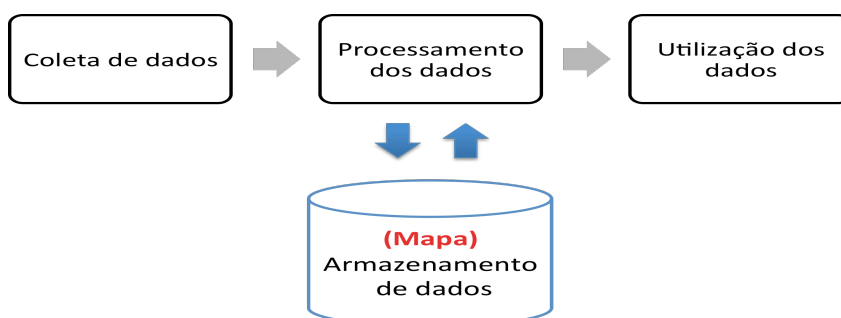 Coleta de dados
Processamento
dos dados
Utilização dos
dados
(Mapa)
Armazenamento
de dados